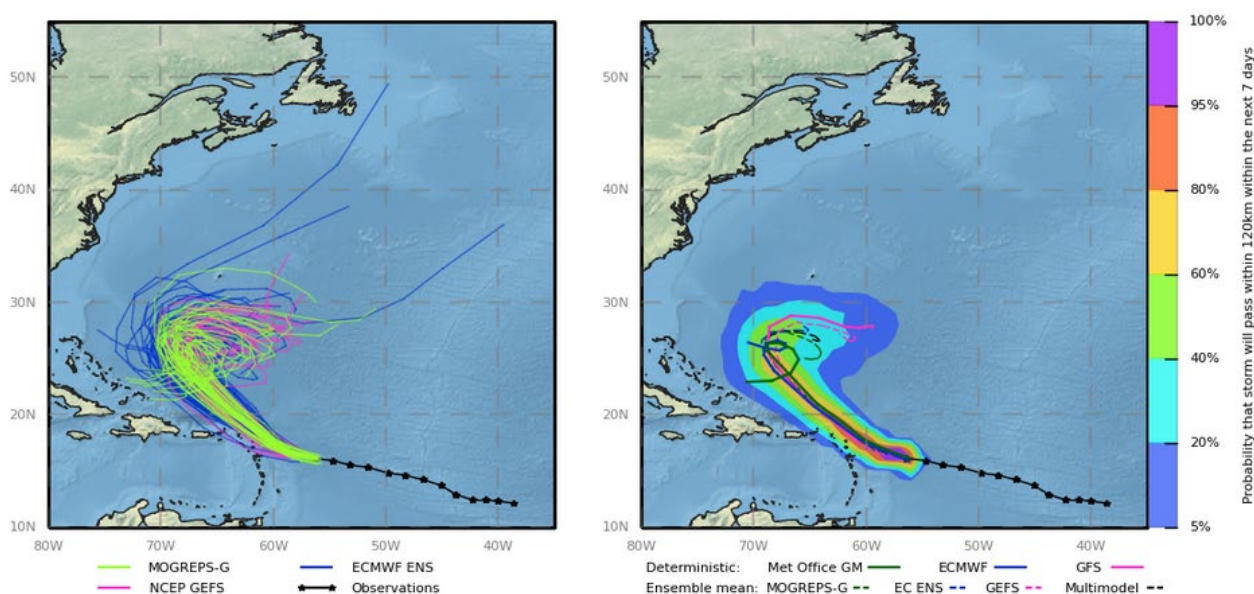 50N
40N
30N
20N
10N
80W 70W 60W 50W 40W
MOGREPS-G ECMWF ENS
NCEP GEFS Observations
50N
40N
30N
20N
10N
80W 70W 60W 50W 40W
Deterministic: Met Office GM ECMWF GFS
Ensemble mean: MOGREPS-G EC ENS GEFS Multimodel
100%
95%
80%
60%
40%
20%
5%
Probability that storm will pass within 120km within the next 7 days